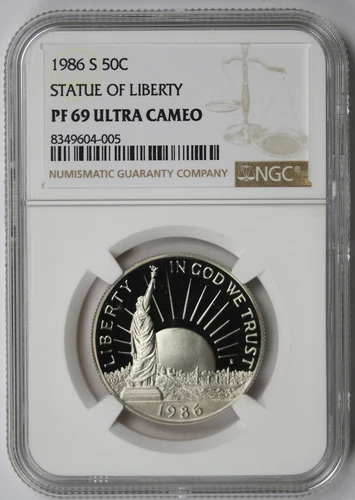 1986 S 50C
STATUE OF LIBERTY
PF 69 ULTRA CAMEO
8349604-005
NUMISMATIC GUARANTY COMPANY
NGC
LIBERTY IN GOD WE TRUST
S
1986